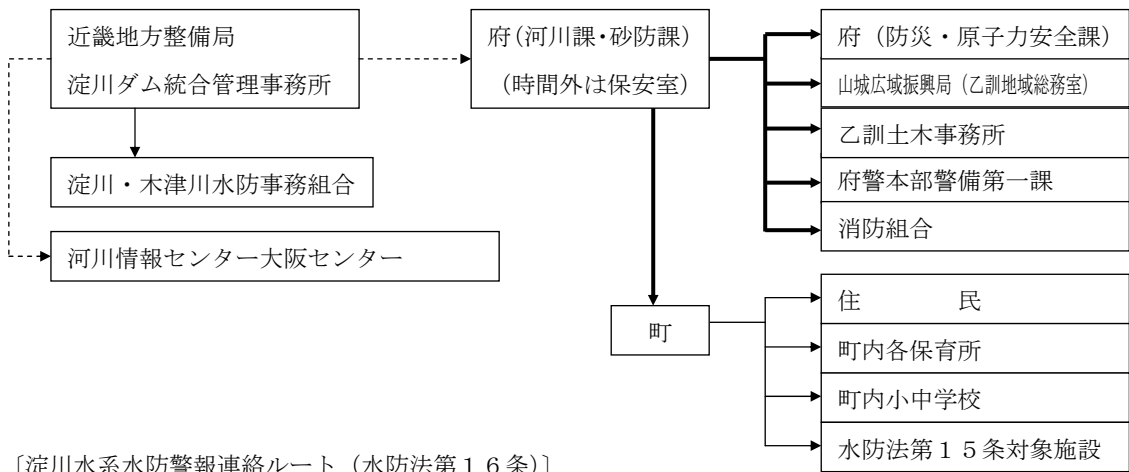 近畿地方整備局
淀川ダム統合管理事務所
淀川・木津川水防事務組合
河川情報センター大阪センター
府(河川課・砂防課)
(時間外は保安室)
町
府（防災・原子力安全課）
山城広域振興局（乙訓地域総務室）
乙訓土木事務所
府警本部警備第一課
消防組合
住　　　民
町内各保育所
町内小中学校
水防法第１５条対象施設
〔淀川水系水防警報連絡ルート（水防法第１６条)〕